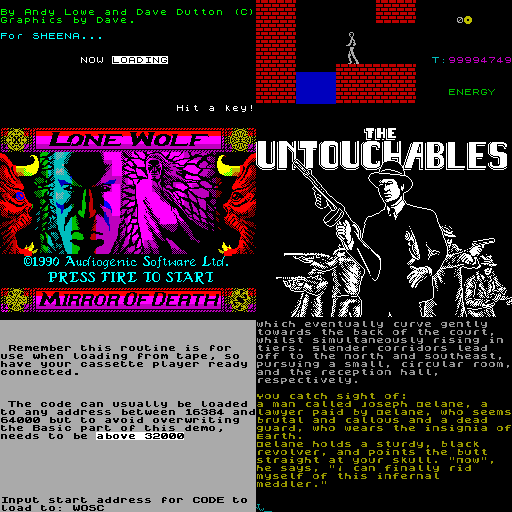 By Andy Lowe and Dave Dutton (C)
Graphics by Dave.
For SHEENA...
NOW LOADING
Hit a key!
0
T:99994749
ENERGY
LONE WOLF
©1990 Audiogenic Software Ltd.
PRESS FIRE TO START
MIRROR OF DEATH
THE
UNTOUCHABLES
Remember this routine is for
use when loading from tape, so
have your cassette player ready
connected.
The code can usually be loaded
to any address between 16384 and
64000 but to avoid overwriting
the Basic part of this demo,
needs to be above 32000
Input start address for CODE to
load to: WOSC
which eventually curve gently
towards the back of the court,
whilst simultaneously rising in
tiers. Slender corridors lead
off to the north and southeast,
pursuing a small, circular room,
and the reception hall,
respectively.
You catch sight of:
a man called Joseph Delane, a
lawyer paid by Delane, who seems
brutal and callous and a dead
guard, who wears the insignia of
Earth.
Delane holds a sturdy, black
revolver, and points the butt
straight at your skull. "Now",
he says, "I can finally rid
myself of this infernal
meddler."